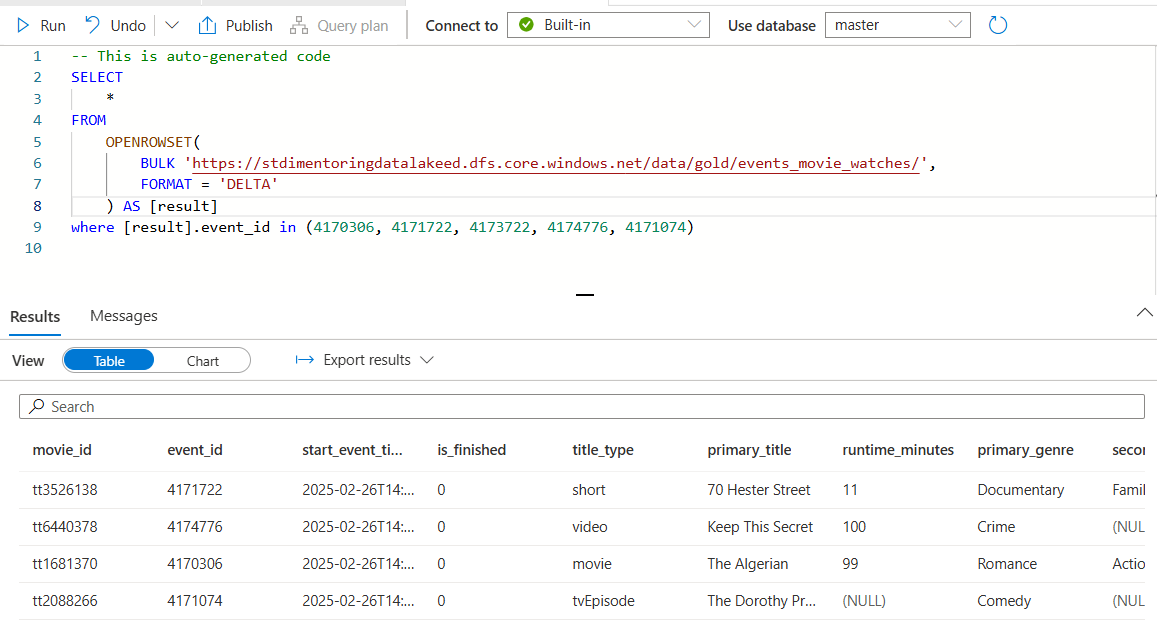 Run Undo Publish Query plan Connect to Built-in Use database master
1 -- This is auto-generated code
2 SELECT
3 *
4 FROM
5 OPENROWSET(
6 BULK 'https://stdimentoringdatalakeed.dfs.core.windows.net/data/gold/events_movie_watches/',
7 FORMAT = 'DELTA'
8 ) AS [result]
9 where [result].event_id in (4170306, 4171722, 4173722, 4174776, 4171074)
10
Results Messages
View Table Chart Export results
Search
movie_id event_id start_event_ti... is_finished title_type primary_title runtime_minutes primary_genre secor
tt3526138 4171722 2025-02-26T14:... 0 short 70 Hester Street 11 Documentary Famil
tt6440378 4174776 2025-02-26T14:... 0 video Keep This Secret 100 Crime (NUL
tt1681370 4170306 2025-02-26T14:... 0 movie The Algerian 99 Romance Actio
tt2088266 4171074 2025-02-26T14:... 0 tvEpisode The Dorothy Pr... (NULL) Comedy (NUL